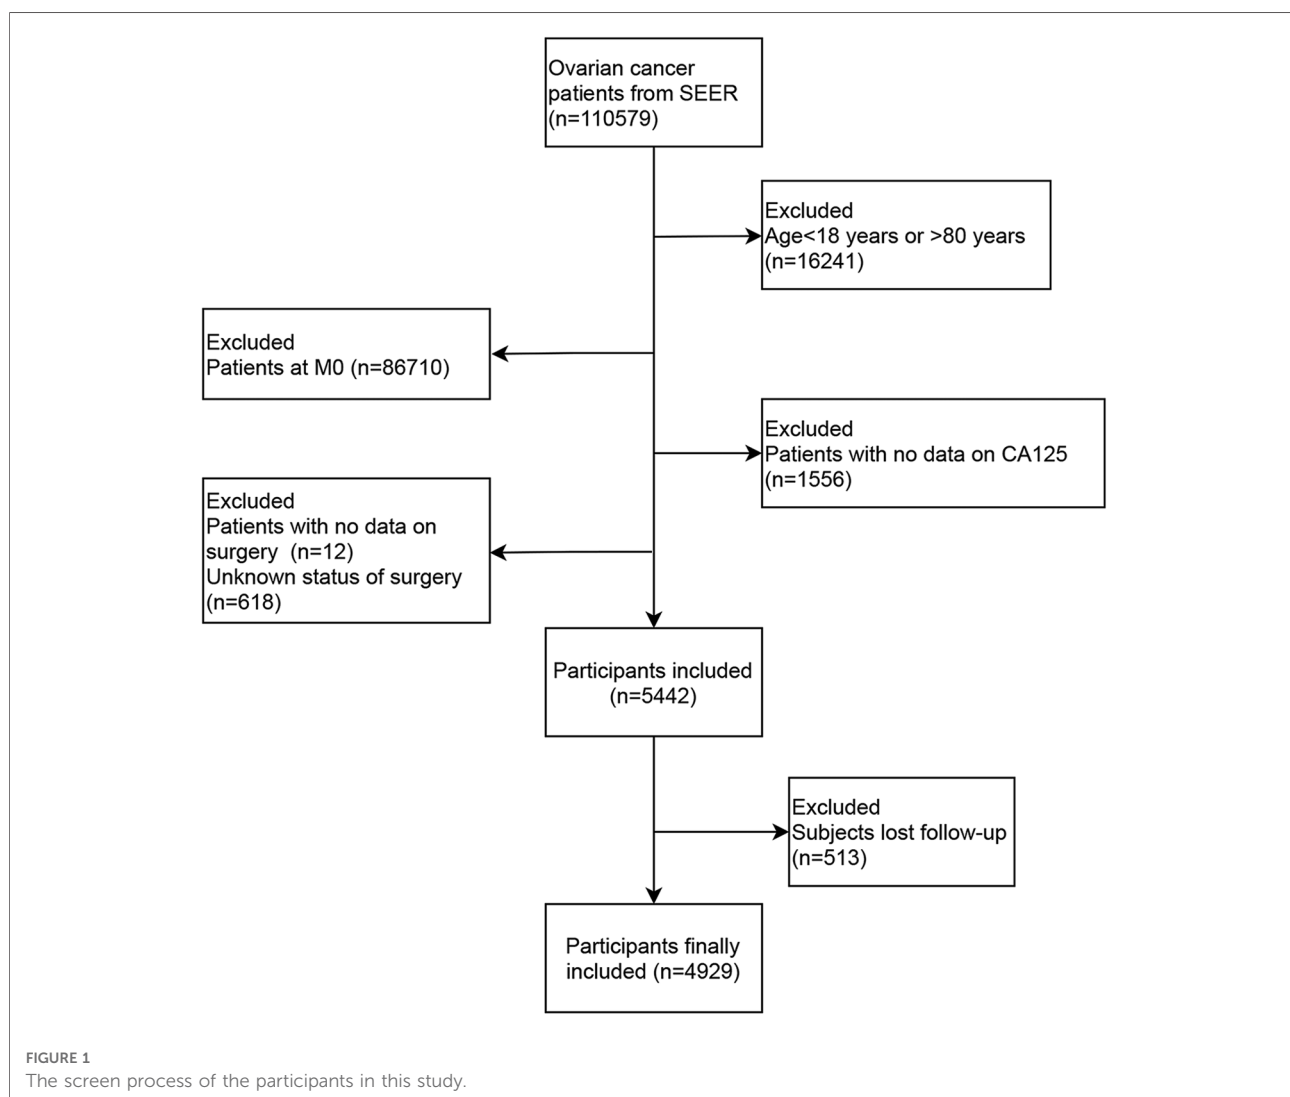 Ovarian cancer
patients from SEER
(n=110579)
Excluded
Age<18 years or >80 years
(n=16241)
Excluded
Patients at M0 (n=86710)
Excluded
Patients with no data on CA125
(n=1556)
Excluded
Patients with no data on
surgery (n=12)
Unknown status of surgery
(n=618)
Participants included
(n=5442)
Excluded
Subjects lost follow-up
(n=513)
Participants finally
included (n=4929)
FIGURE 1
The screen process of the participants in this study.